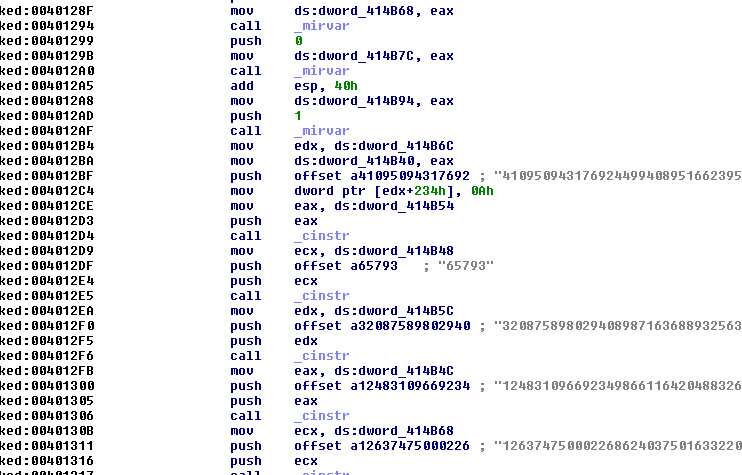 ked:0040128F mov ds:dword_414B68, eax
ked:00401294 call _mirvar
ked:00401299 push 0
ked:0040129B mov ds:dword_414B7C, eax
ked:004012A0 call _mirvar
ked:004012A5 add esp, 40h
ked:004012A8 mov ds:dword_414B94, eax
ked:004012AD push 1
ked:004012AF call _mirvar
ked:004012B4 mov edx, ds:dword_414B6C
ked:004012BA mov ds:dword_414B40, eax
ked:004012BF push offset a41095094317692 ; "410950943176924499408951662395
ked:004012C4 mov dword ptr [edx+234h], 0Ah
ked:004012CE mov eax, ds:dword_414B54
ked:004012D3 push eax
ked:004012D4 call _cinstr
ked:004012D9 mov ecx, ds:dword_414B48
ked:004012DF push offset a65793 ; "65793"
ked:004012E4 push ecx
ked:004012E5 call _cinstr
ked:004012EA mov edx, ds:dword_414B5C
ked:004012F0 push offset a32087589802940 ; "320875898029408987163688932563
ked:004012F5 push edx
ked:004012F6 call _cinstr
ked:004012FB mov eax, ds:dword_414B4C
ked:00401300 push offset a12483109669234 ; "124831096692349866116420488326
ked:00401305 push eax
ked:00401306 call _cinstr
ked:0040130B mov ecx, ds:dword_414B68
ked:00401311 push offset a12637475000226 ; "126374750002268624037501633220
ked:00401316 push ecx